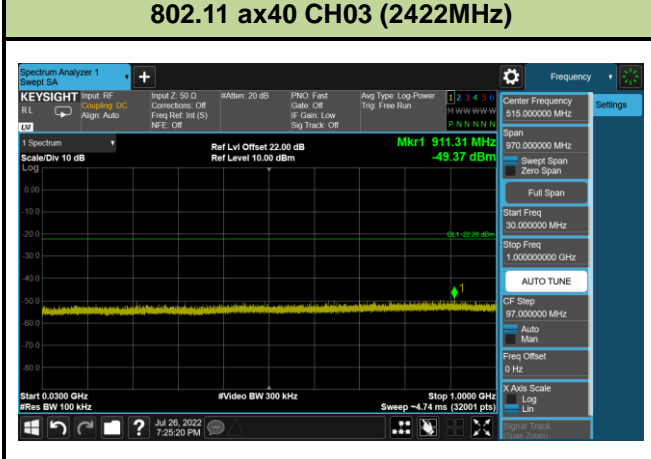 802.11 ax40 CH03 (2422MHz)
Spectrum Analyzer 1
Swept SA
+
Frequency
KEYSIGHT
RL
LXI
Input: RF
Coupling: DC
Align: Auto
Input Z: 50 Ω
Corrections: Off
Freq Ref: Int (S)
NFE: Off
#Atten: 20 dB
PNO: Fast
Gate: Off
IF Gain: Low
Sig Track: Off
Avg Type: Log-Power
Trig: Free Run
1 2 3 4 5 6
M W W W W W
P N N N N N
Center Frequency
515.000000 MHz
Settings
1 Spectrum
Scale/Div 10 dB
Log
Ref Lvl Offset 22.00 dB
Ref Level 10.00 dBm
Mkr1 911.31 MHz
-49.37 dBm
Span
970.000000 MHz
Swept Span
Zero Span
Full Span
Start Freq
30.000000 MHz
Stop Freq
1.000000000 GHz
AUTO TUNE
CF Step
97.000000 MHz
Auto
Man
Freq Offset
0 Hz
X Axis Scale
Log
Lin
Signal Track
(Span Zoom)
0.00
-10.0
-20.0
-30.0
-40.0
-50.0
-60.0
-70.0
-80.0
1
Start 0.0300 GHz
#Res BW 100 kHz
#Video BW 300 kHz
Stop 1.0000 GHz
Sweep ~4.74 ms (32001 pts)
?
Jul 26, 2022
7:25:20 PM